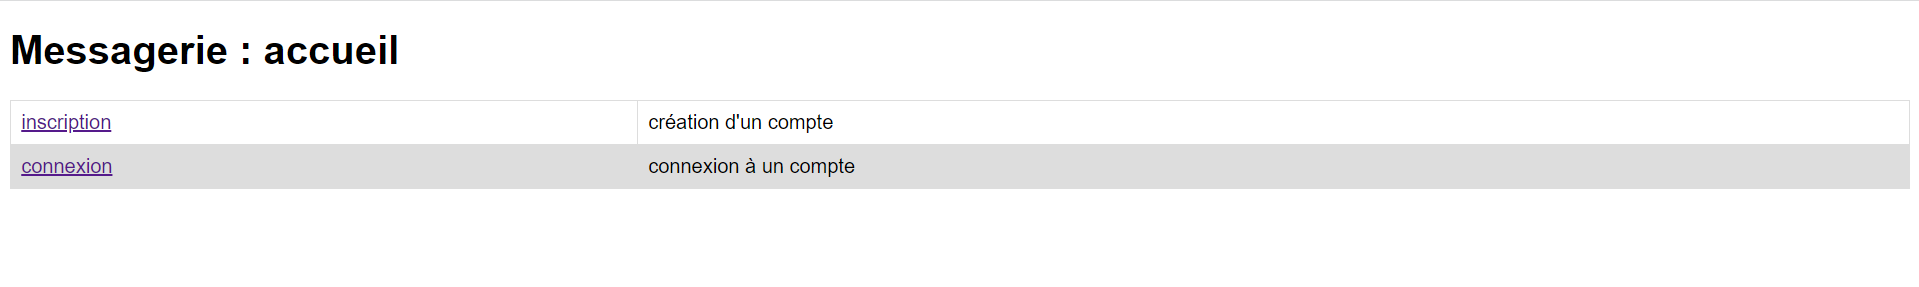 Messagerie : accueil
inscription création d'un compte
connexion connexion à un compte